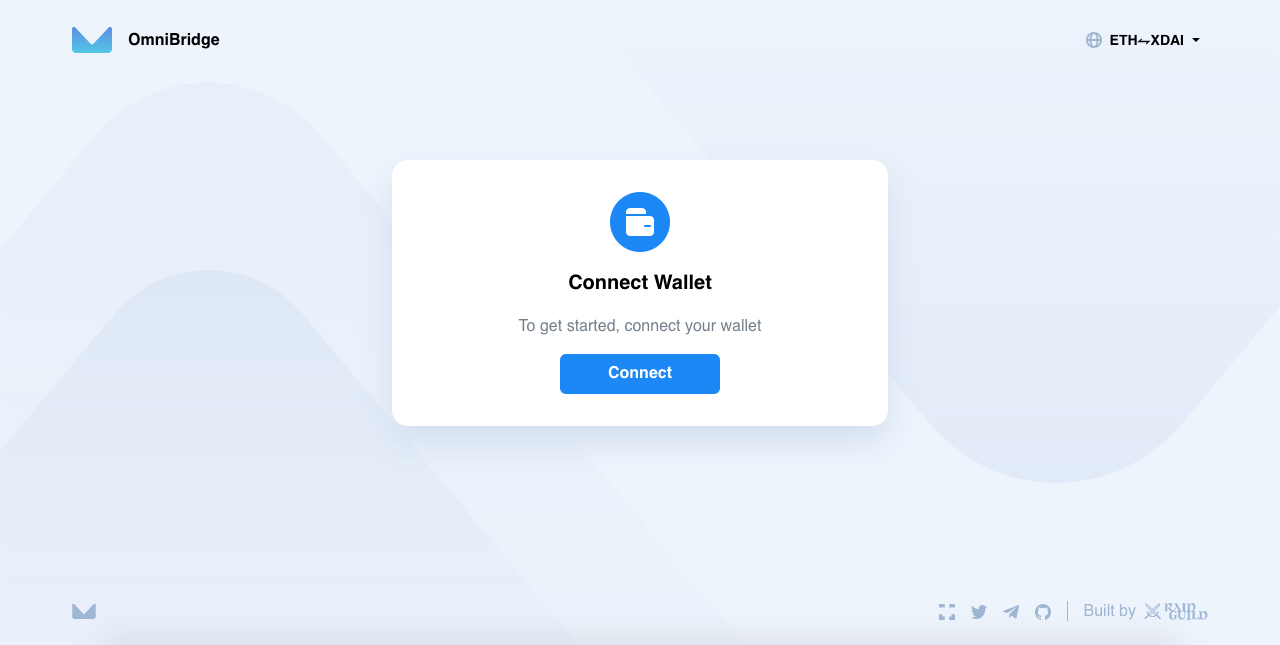 OmniBridge
ETH⇋XDAI
Connect Wallet
To get started, connect your wallet
Connect
Built by RAID
GUILD